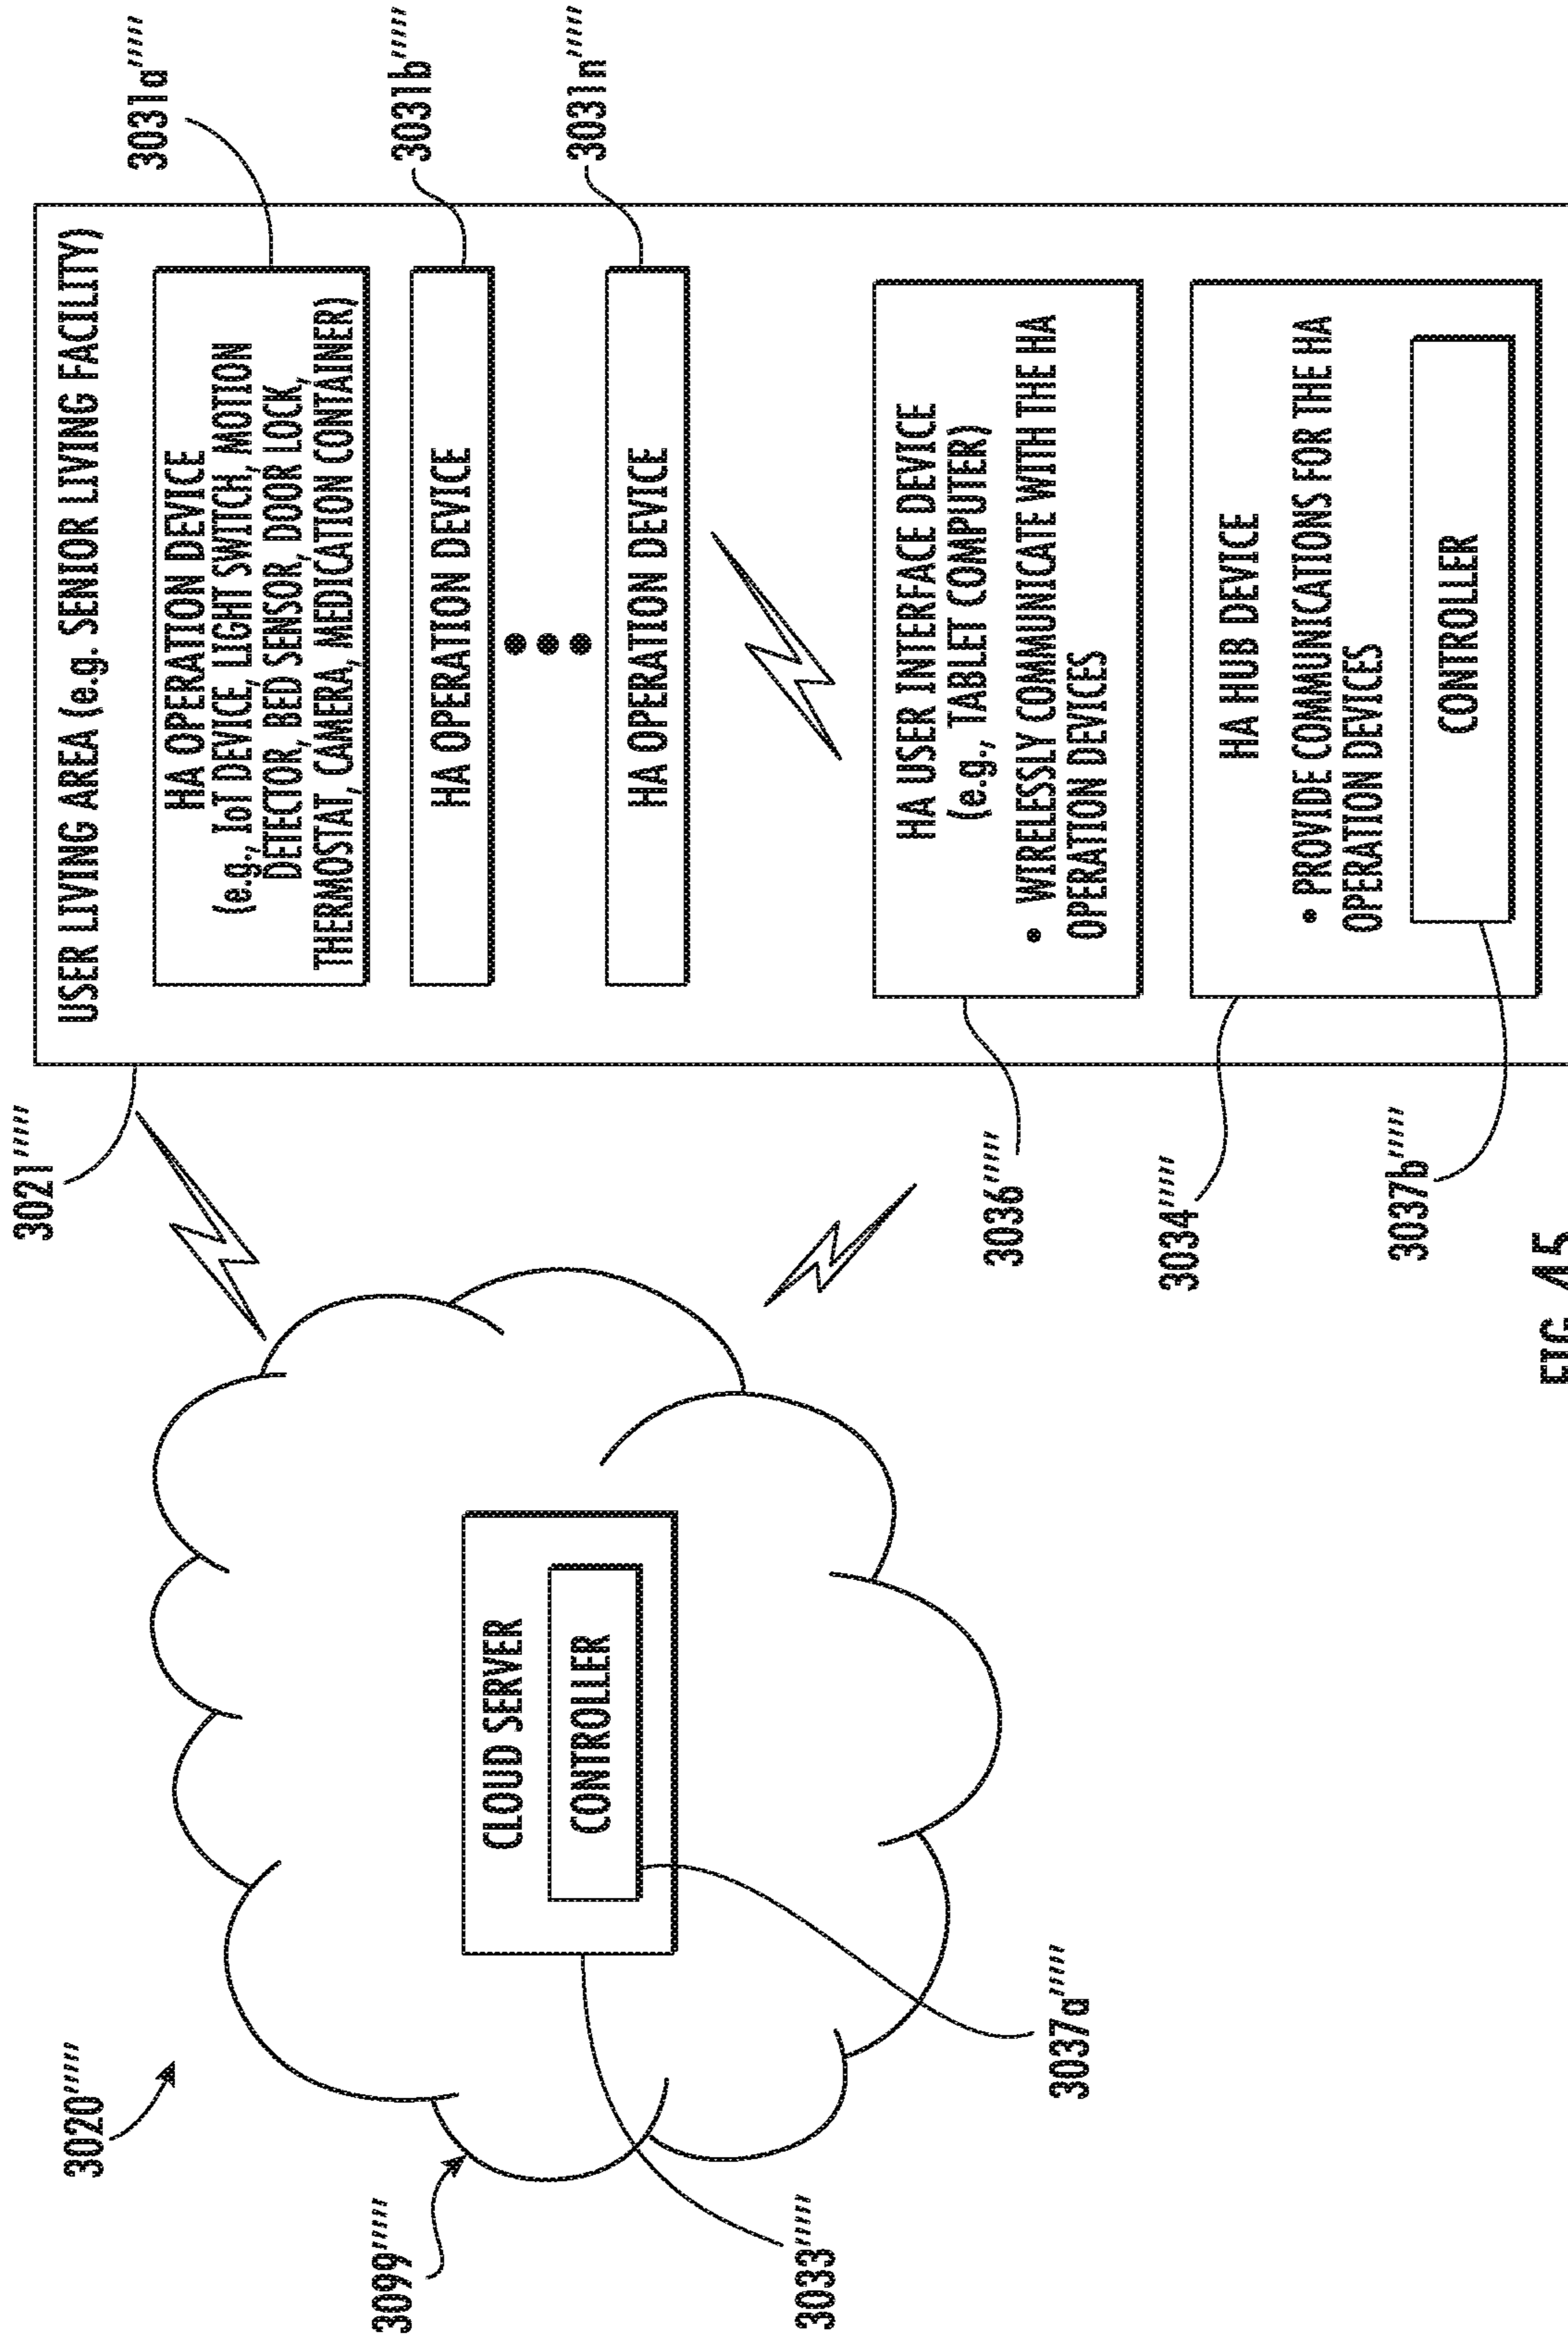 3020′′′′′
3021′′′′′
3099′′′′′
3033′′′′′
3037a′′′′′
CLOUD SERVER
CONTROLLER
USER LIVING AREA (e.g. SENIOR LIVING FACILITY)
HA OPERATION DEVICE
(e.g., IoT DEVICE, LIGHT SWITCH, MOTION
DETECTOR, BED SENSOR, DOOR LOCK,
THERMOSTAT, CAMERA, MEDICATION CONTAINER)
3031a′′′′′
HA OPERATION DEVICE
3031b′′′′′
HA OPERATION DEVICE
3031n′′′′′
HA USER INTERFACE DEVICE
(e.g., TABLET COMPUTER)
• WIRELESSLY COMMUNICATE WITH THE HA
OPERATION DEVICES
3036′′′′′
HA HUB DEVICE
• PROVIDE COMMUNICATIONS FOR THE HA
OPERATION DEVICES
3034′′′′′
CONTROLLER
3037b′′′′′
FIG. 45